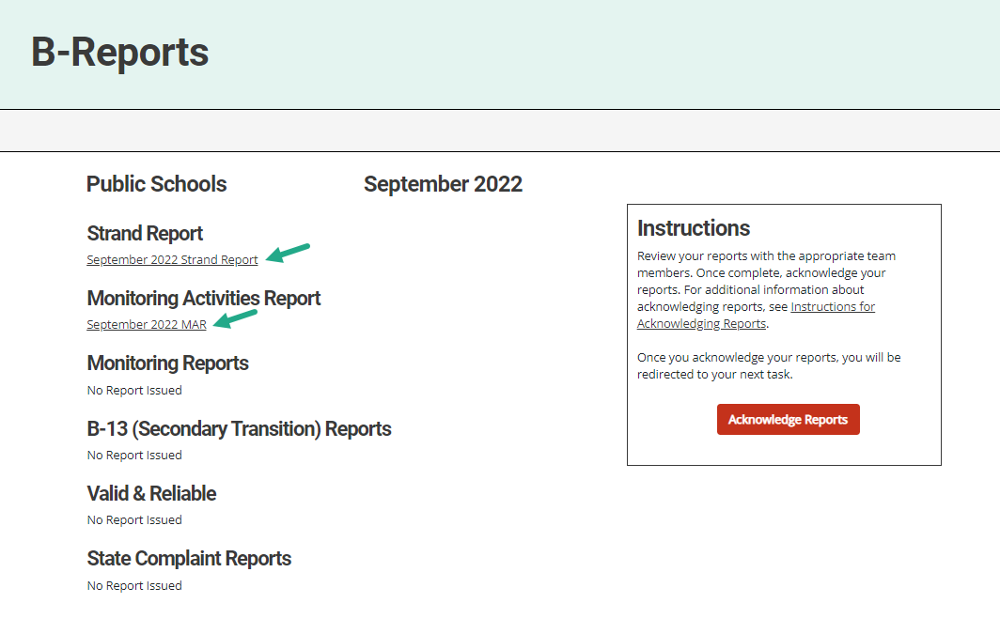 B-Reports
Public Schools
September 2022
Strand Report
September 2022 Strand Report
Monitoring Activities Report
September 2022 MAR
Monitoring Reports
No Report Issued
B-13 (Secondary Transition) Reports
No Report Issued
Valid & Reliable
No Report Issued
State Complaint Reports
No Report Issued
Instructions
Review your reports with the appropriate team
members. Once complete, acknowledge your
reports. For additional information about
acknowledging reports, see Instructions for
Acknowledging Reports.
Once you acknowledge your reports, you will be
redirected to your next task.
Acknowledge Reports